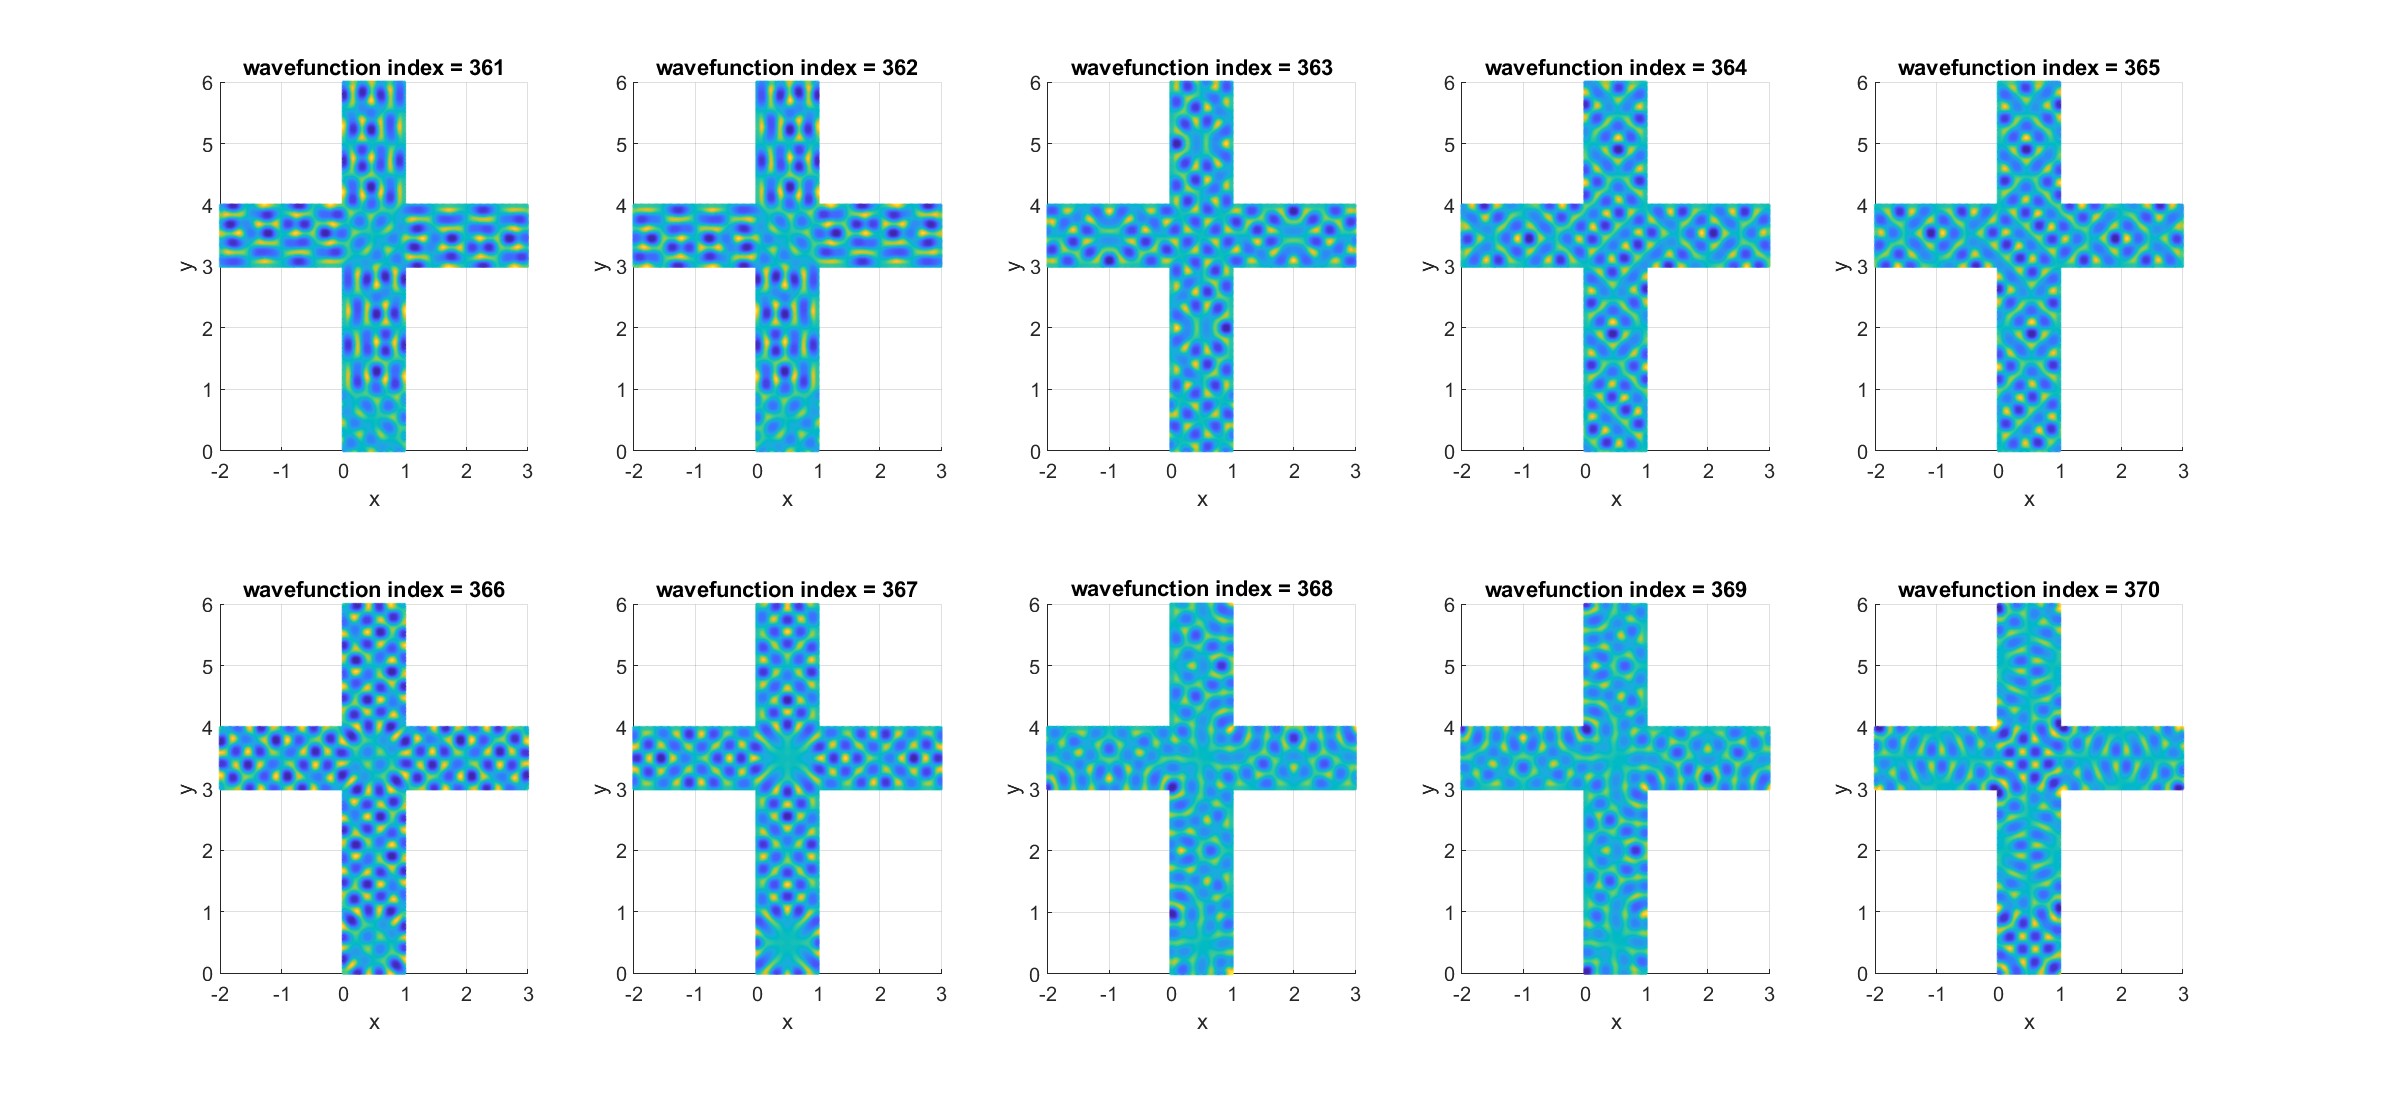 wavefunction index = 361 wavefunction index = 362 wavefunction index = 363 wavefunction index = 364 wavefunction index = 365
6 6 6 6 6
5 5 5 5 5
4 4 4 4 4
y y y y y
3 3 3 3 3
2 2 2 2 2
1 1 1 1 1
0 0 0 0 0
-2 -1 0 1 2 3 -2 -1 0 1 2 3 -2 -1 0 1 2 3 -2 -1 0 1 2 3 -2 -1 0 1 2 3
x x x x x
wavefunction index = 366 wavefunction index = 367 wavefunction index = 368 wavefunction index = 369 wavefunction index = 370
6 6 6 6 6
5 5 5 5 5
4 4 4 4 4
y y y y y
3 3 3 3 3
2 2 2 2 2
1 1 1 1 1
0 0 0 0 0
-2 -1 0 1 2 3 -2 -1 0 1 2 3 -2 -1 0 1 2 3 -2 -1 0 1 2 3 -2 -1 0 1 2 3
x x x x x